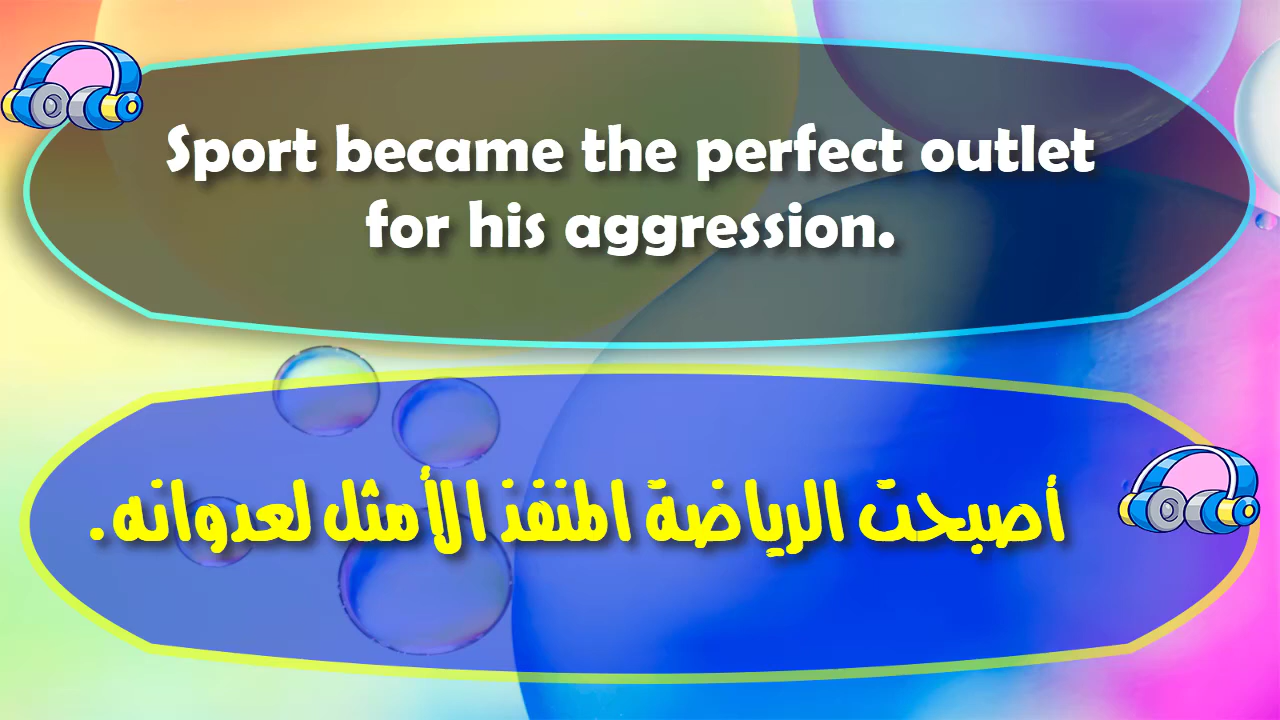 Sport became the perfect outlet
for his aggression.
أصبحت الرياضة المنفذ الأمثل لعدوانه .